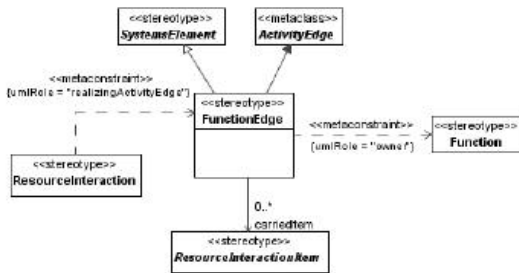 <<stereotype>>
SystemsElement
<<metaclass>>
ActivityEdge
<<metaconstraint>>
{umlRole = "realizingActivityEdge"}
<<stereotype>>
FunctionEdge
<<metaconstraint>>
{umlRole = "owner"}
<<stereotype>>
Function
<<stereotype>>
ResourceInteraction
0..*
carriedItem
<<stereotype>>
ResourceInteractionItem